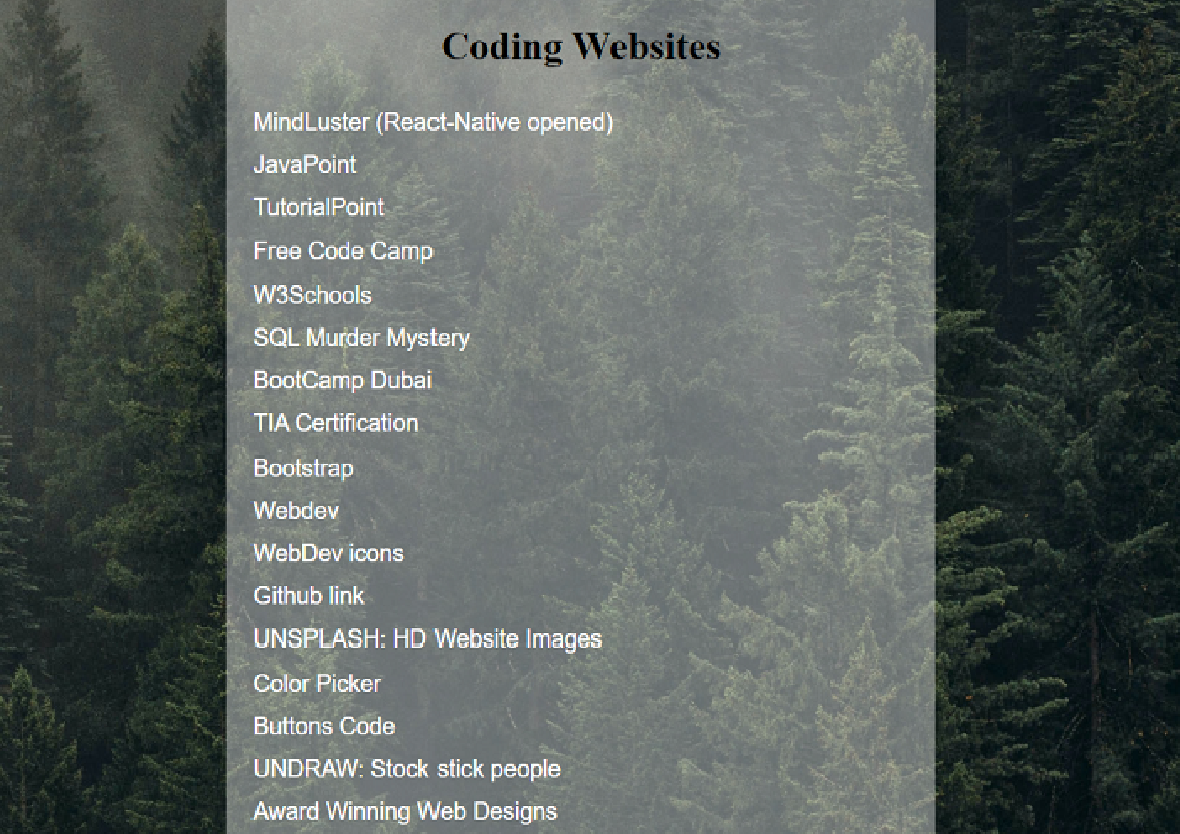 Coding Websites
MindLuster (React-Native opened)
JavaPoint
TutorialPoint
Free Code Camp
W3Schools
SQL Murder Mystery
BootCamp Dubai
TIA Certification
Bootstrap
Webdev
WebDev icons
Github link
UNSPLASH: HD Website Images
Color Picker
Buttons Code
UNDRAW: Stock stick people
Award Winning Web Designs